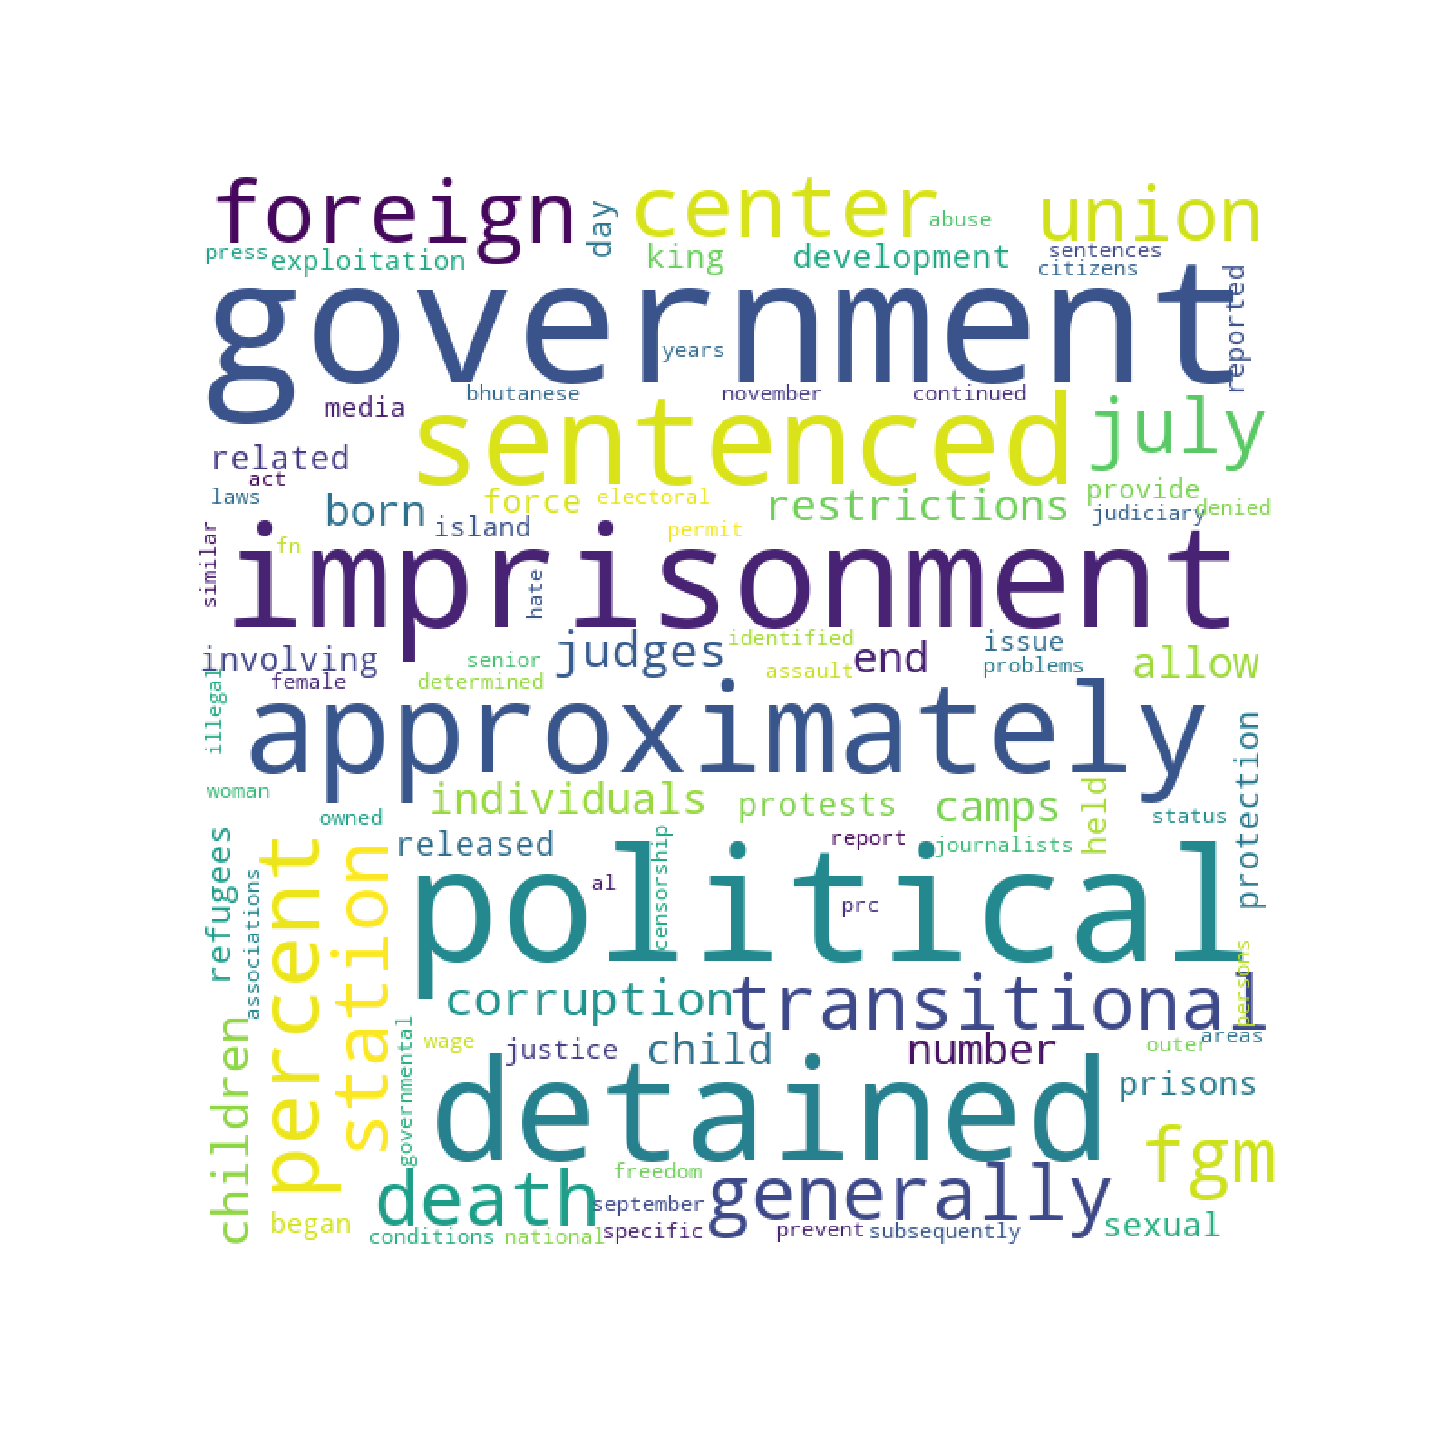 foreign
day
center
abuse
union
press
exploitation
king
development
sentences
citizens
government
reported
years
bhutanese
november
continued
media
sentenced
july
related
act
laws
born
force
electoral
restrictions
provide
denied
island
permit
judiciary
similar
fn
imprisonment
hate
involving
female
senior
determined
judges
identified
assault
end
issue
problems
allow
illegal
approximately
protection
woman
owned
individuals
protests
camps
held
status
refugees
associations
percent
station
released
report
journalists
political
al
censorship
prc
persons
corruption
transitional
children
governmental
wage
justice
child
number
outer
areas
detained
prisons
fgm
began
death
freedom
september
generally
sexual
conditions
national
specific
prevent
subsequently